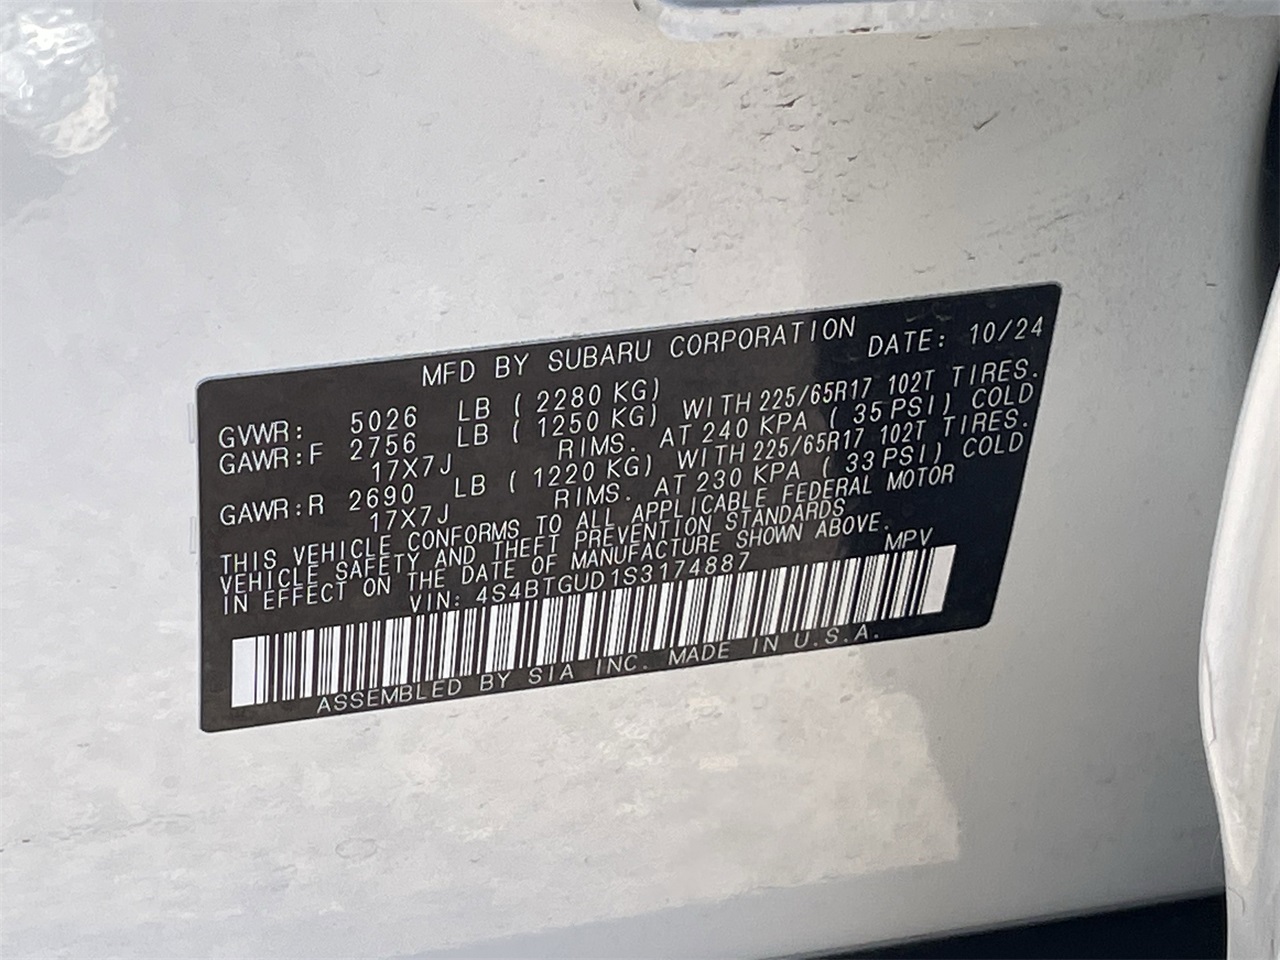 MFD BY SUBARU CORPORATION DATE: 10/24
GVWR: 5026 LB ( 2280 KG)
GAWR:F 2756 LB ( 1250 KG) WITH 225/65R17 102T TIRES.
17X7J RIMS. AT 240 KPA ( 35 PSI) COLD
GAWR:R 2690 LB ( 1220 KG) WITH 225/65R17 102T TIRES.
17X7J RIMS. AT 230 KPA ( 33 PSI) COLD
THIS VEHICLE CONFORMS TO ALL APPLICABLE FEDERAL MOTOR
VEHICLE SAFETY AND THEFT PREVENTION STANDARDS
IN EFFECT ON THE DATE OF MANUFACTURE SHOWN ABOVE.
VIN: 4S4BTGUD1S3174887 MPV
ASSEMBLED BY SIA INC. MADE IN U.S.A.